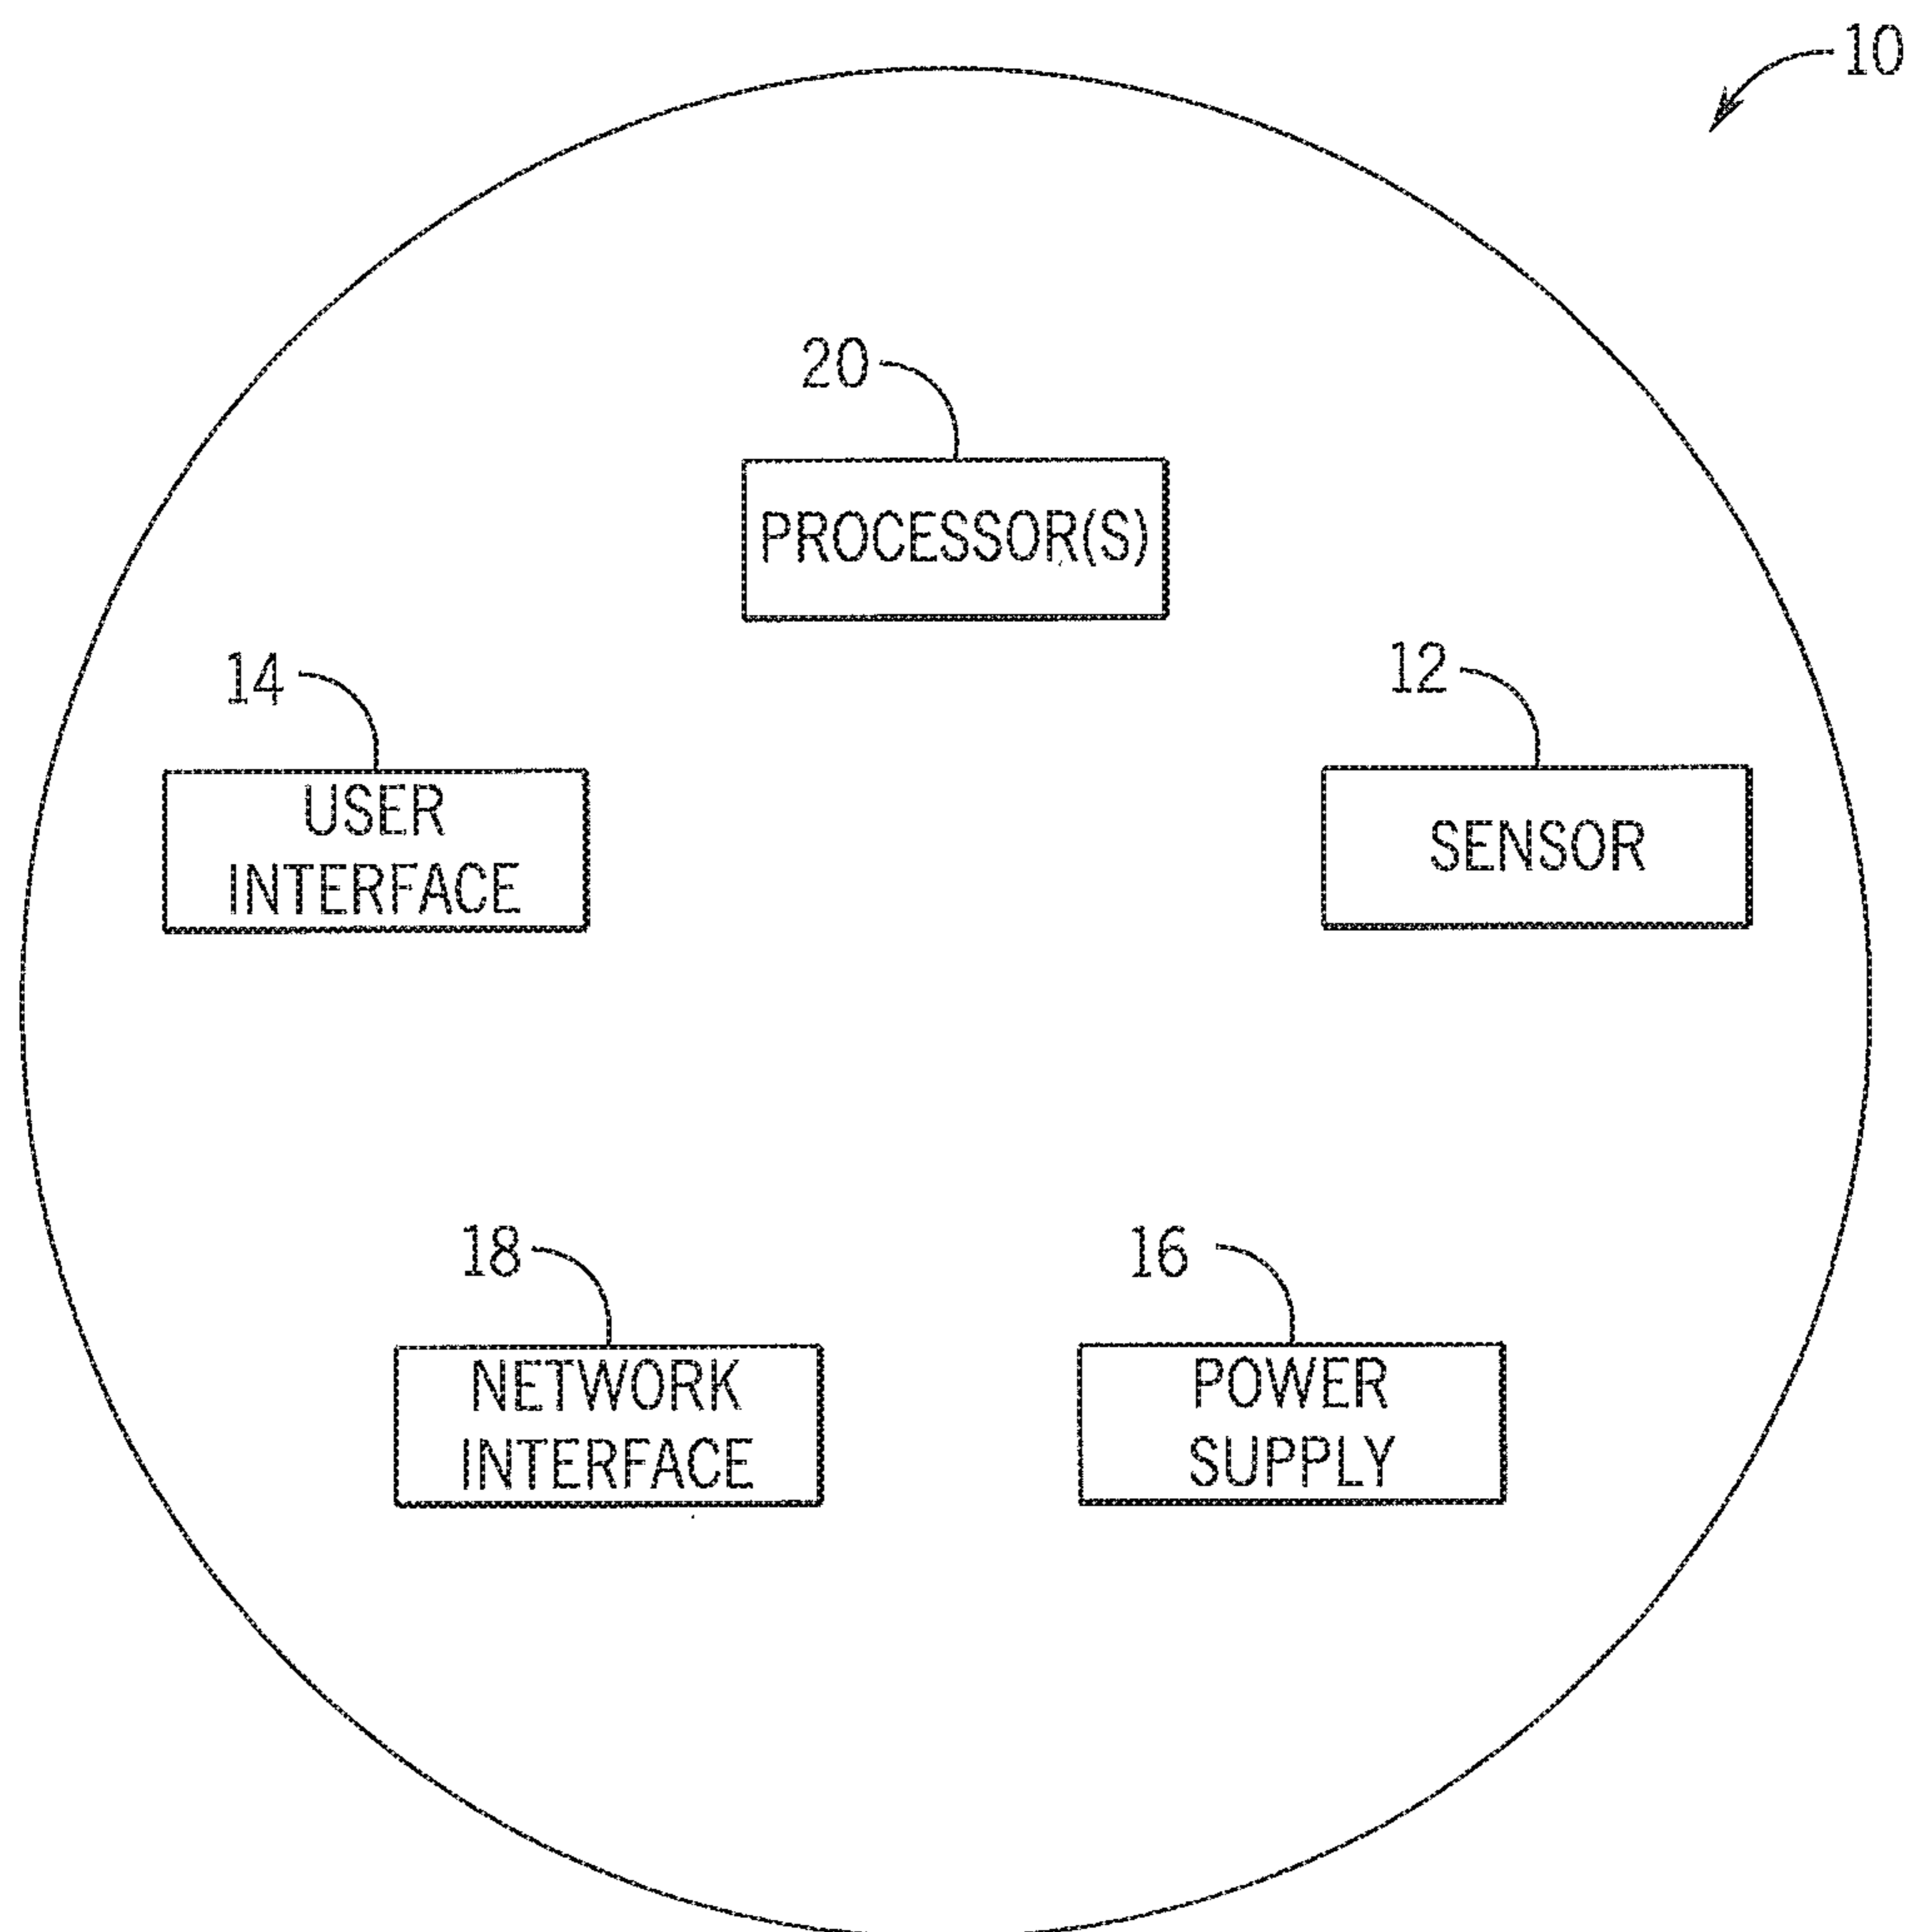 10
20
PROCESSOR(S)
14
12
USER
INTERFACE
SENSOR
18
16
NETWORK
INTERFACE
POWER
SUPPLY